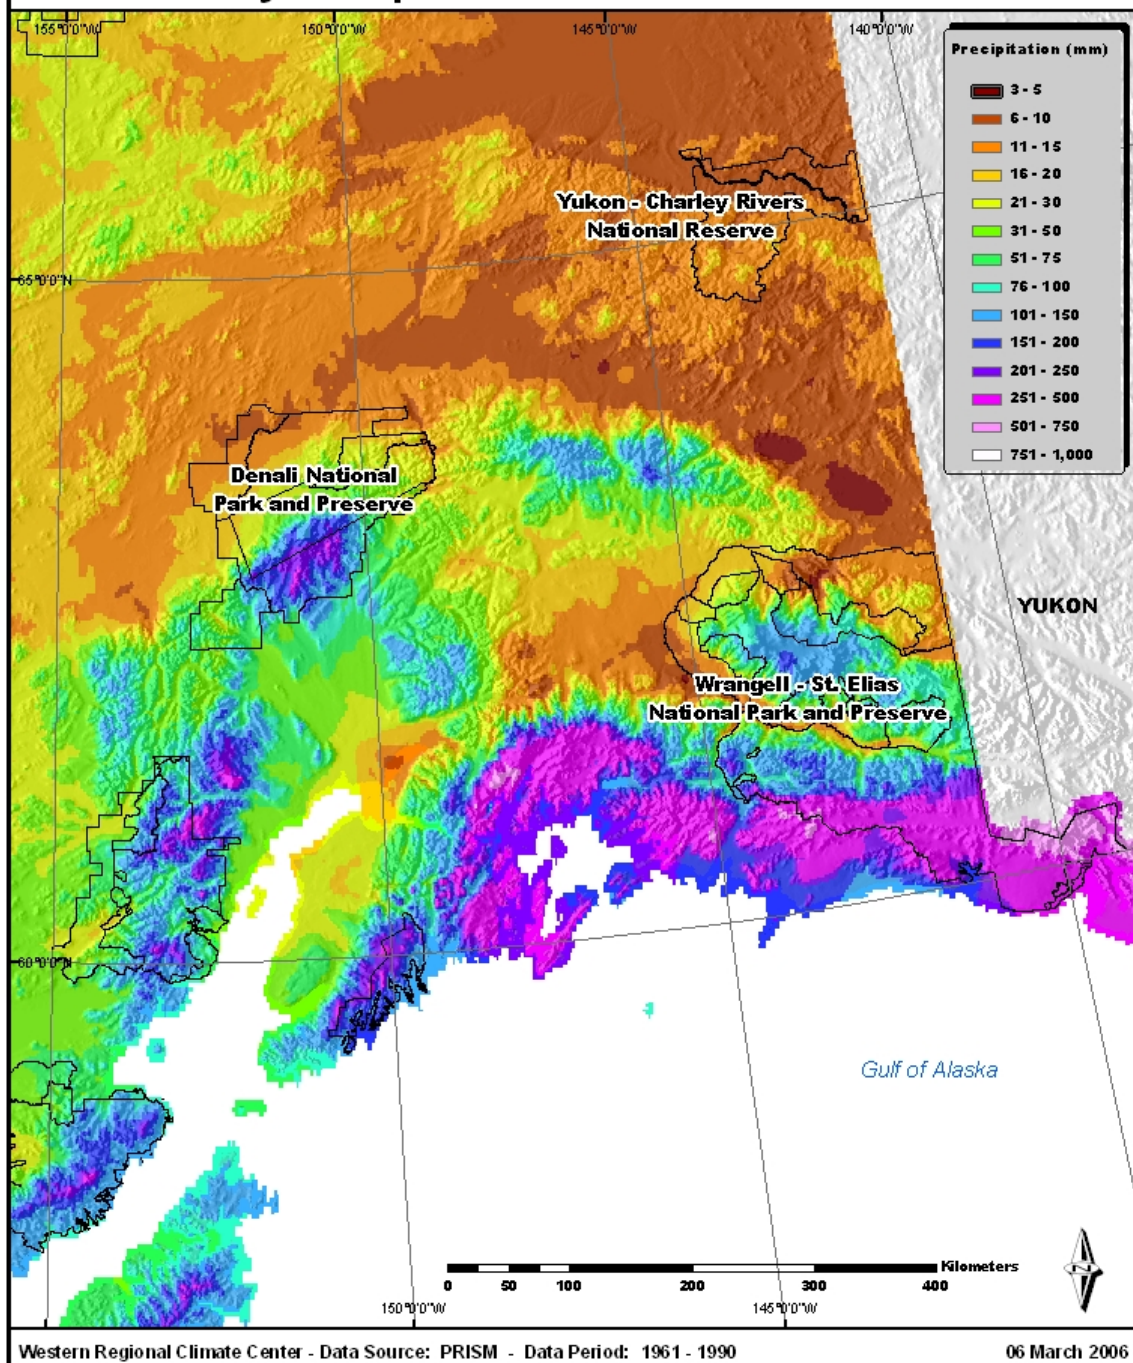 155°0'0"W
150°0'0"W
145°0'0"W
140°0'0"W
Precipitation (mm)
3 - 5
6 - 10
11 - 15
16 - 20
21 - 30
31 - 50
51 - 75
76 - 100
101 - 150
151 - 200
201 - 250
251 - 500
501 - 750
751 - 1,000
Yukon - Charley Rivers
National Reserve
65°0'0"N
Denali National
Park and Preserve
YUKON
Wrangell - St. Elias
National Park and Preserve
60°0'0"N
Gulf of Alaska
Kilometers
0 50 100 200 300 400
N
150°0'0"W
145°0'0"W
Western Regional Climate Center - Data Source: PRISM - Data Period: 1961 - 1990
06 March 2006